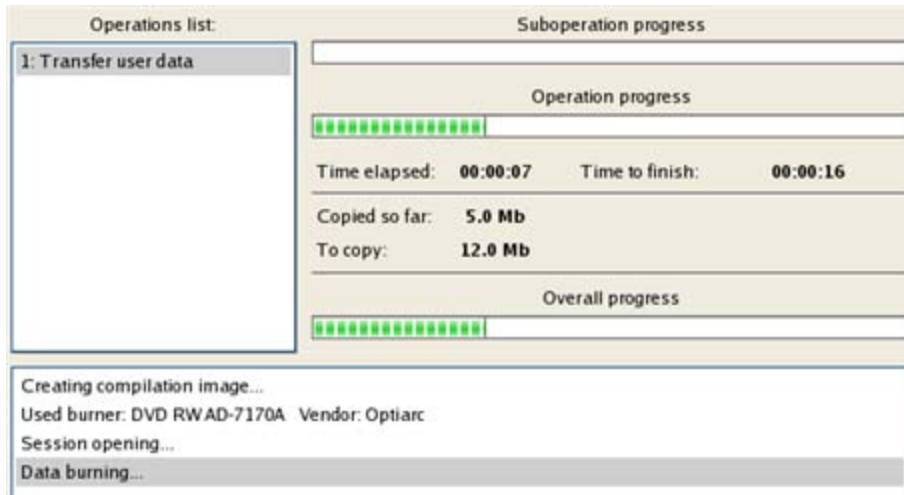 Operations list:
1: Transfer user data
Suboperation progress
Operation progress
Time elapsed: 00:00:07 Time to finish: 00:00:16
Copied so far: 5.0 Mb
To copy: 12.0 Mb
Overall progress
Creating compilation image...
Used burner: DVD RW AD-7170A Vendor: Optiarc
Session opening...
Data burning...